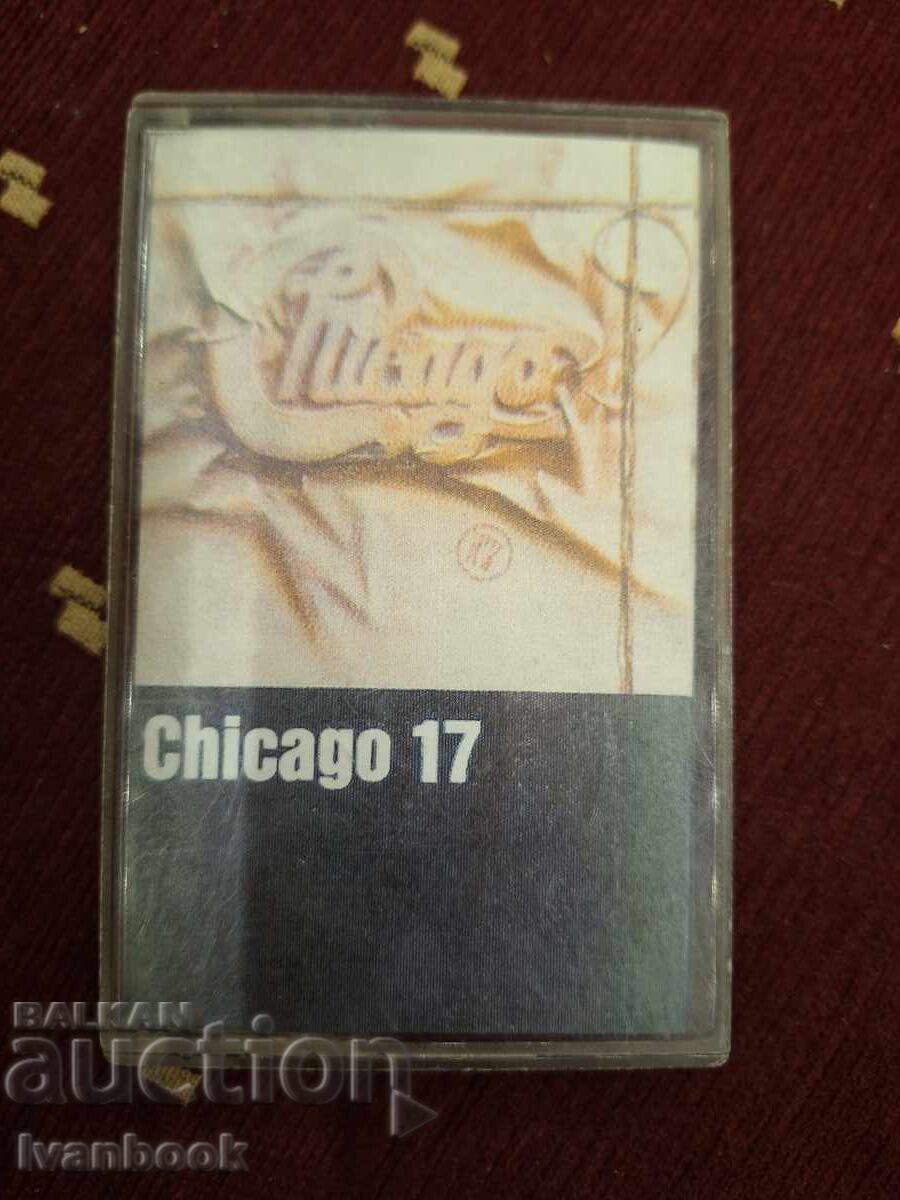 Chicago
17
Chicago 17
BALKAN
auction
Ivanbook